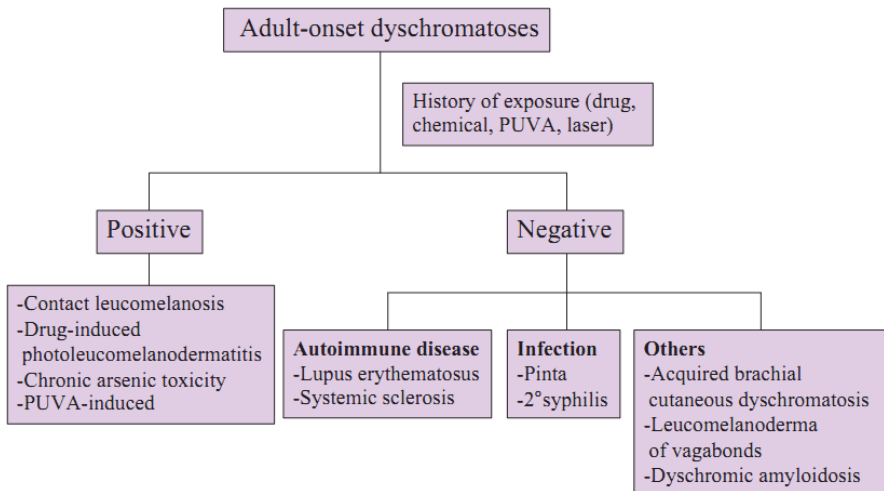 Adult-onset dyschromatoses
History of exposure (drug,
chemical, PUVA, laser)
Positive
Negative
-Contact leucomelanosis
-Drug-induced
photoleucomelanodermatitis
-Chronic arsenic toxicity
-PUVA-induced
Autoimmune disease
-Lupus erythematosus
-Systemic sclerosis
Infection
-Pinta
-2°syphilis
Others
-Acquired brachial
cutaneous dyschromatosis
-Leucomelanoderma
of vagabonds
-Dyschromic amyloidosis